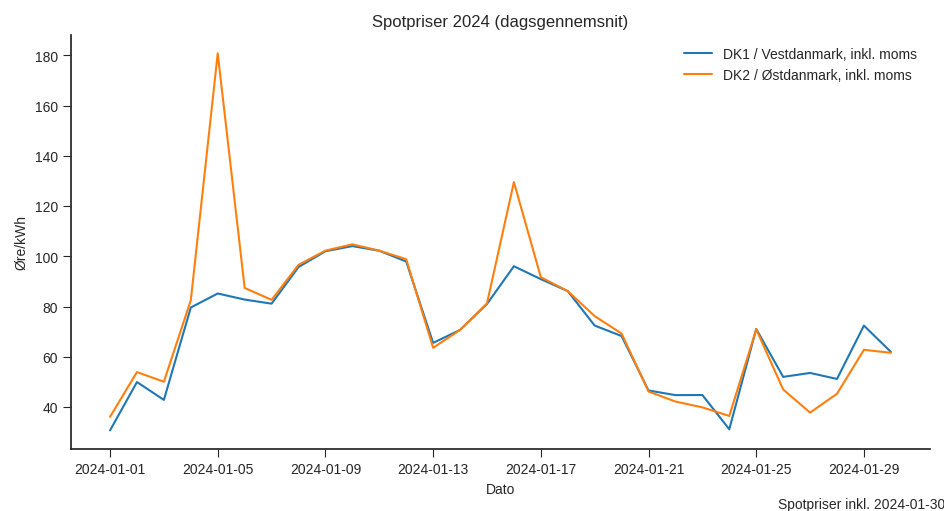 Spotpriser 2024 (dagsgennemsnit)
DK1 / Vestdanmark, inkl. moms
DK2 / Østdanmark, inkl. moms
Øre/kWh
180
160
140
120
100
80
60
40
2024-01-01 2024-01-05 2024-01-09 2024-01-13 2024-01-17 2024-01-21 2024-01-25 2024-01-29
Dato
Spotpriser inkl. 2024-01-30